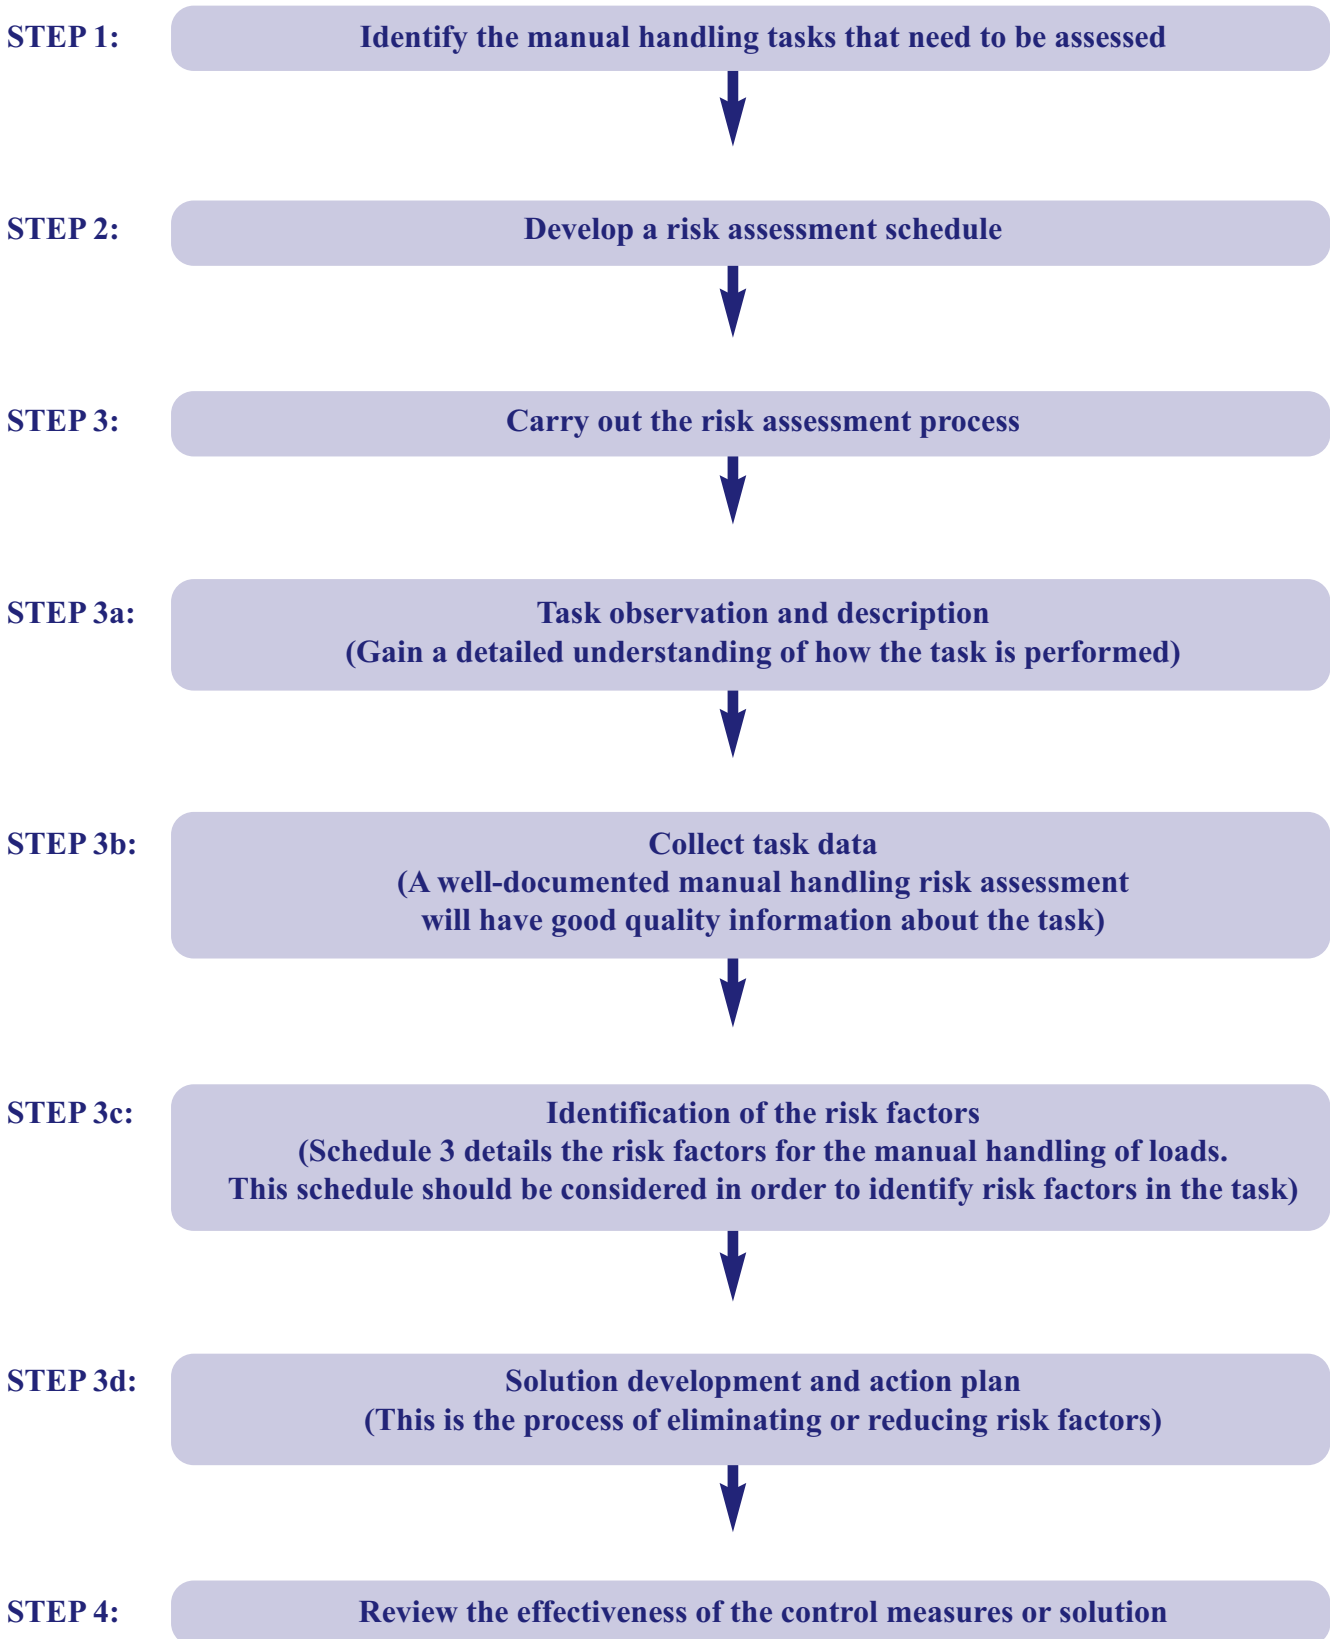 STEP 1:
Identify the manual handling tasks that need to be assessed
STEP 2:
Develop a risk assessment schedule
STEP 3:
Carry out the risk assessment process
STEP 3a:
Task observation and description
(Gain a detailed understanding of how the task is performed)
STEP 3b:
Collect task data
(A well-documented manual handling risk assessment
will have good quality information about the task)
STEP 3c:
Identification of the risk factors
(Schedule 3 details the risk factors for the manual handling of loads.
This schedule should be considered in order to identify risk factors in the task)
STEP 3d:
Solution development and action plan
(This is the process of eliminating or reducing risk factors)
STEP 4:
Review the effectiveness of the control measures or solution